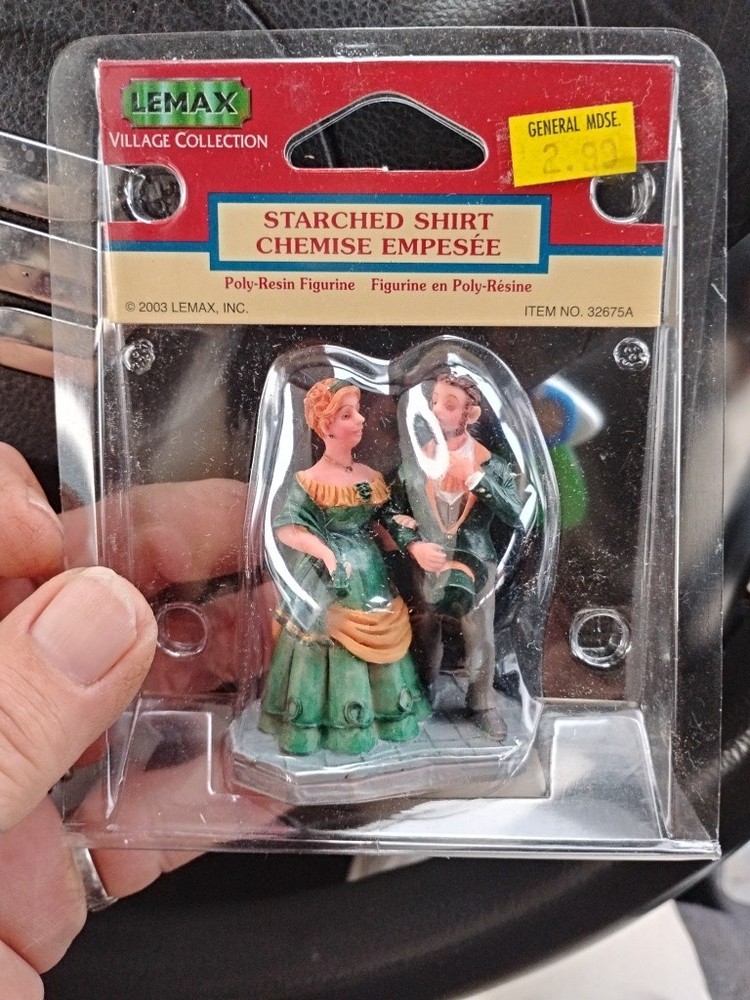 LEMAX
VILLAGE COLLECTION
GENERAL MDSE.
2.99
STARCHED SHIRT
CHEMISE EMPESÉE
Poly-Resin Figurine Figurine en Poly-Résine
© 2003 LEMAX, INC.
ITEM NO. 32675A